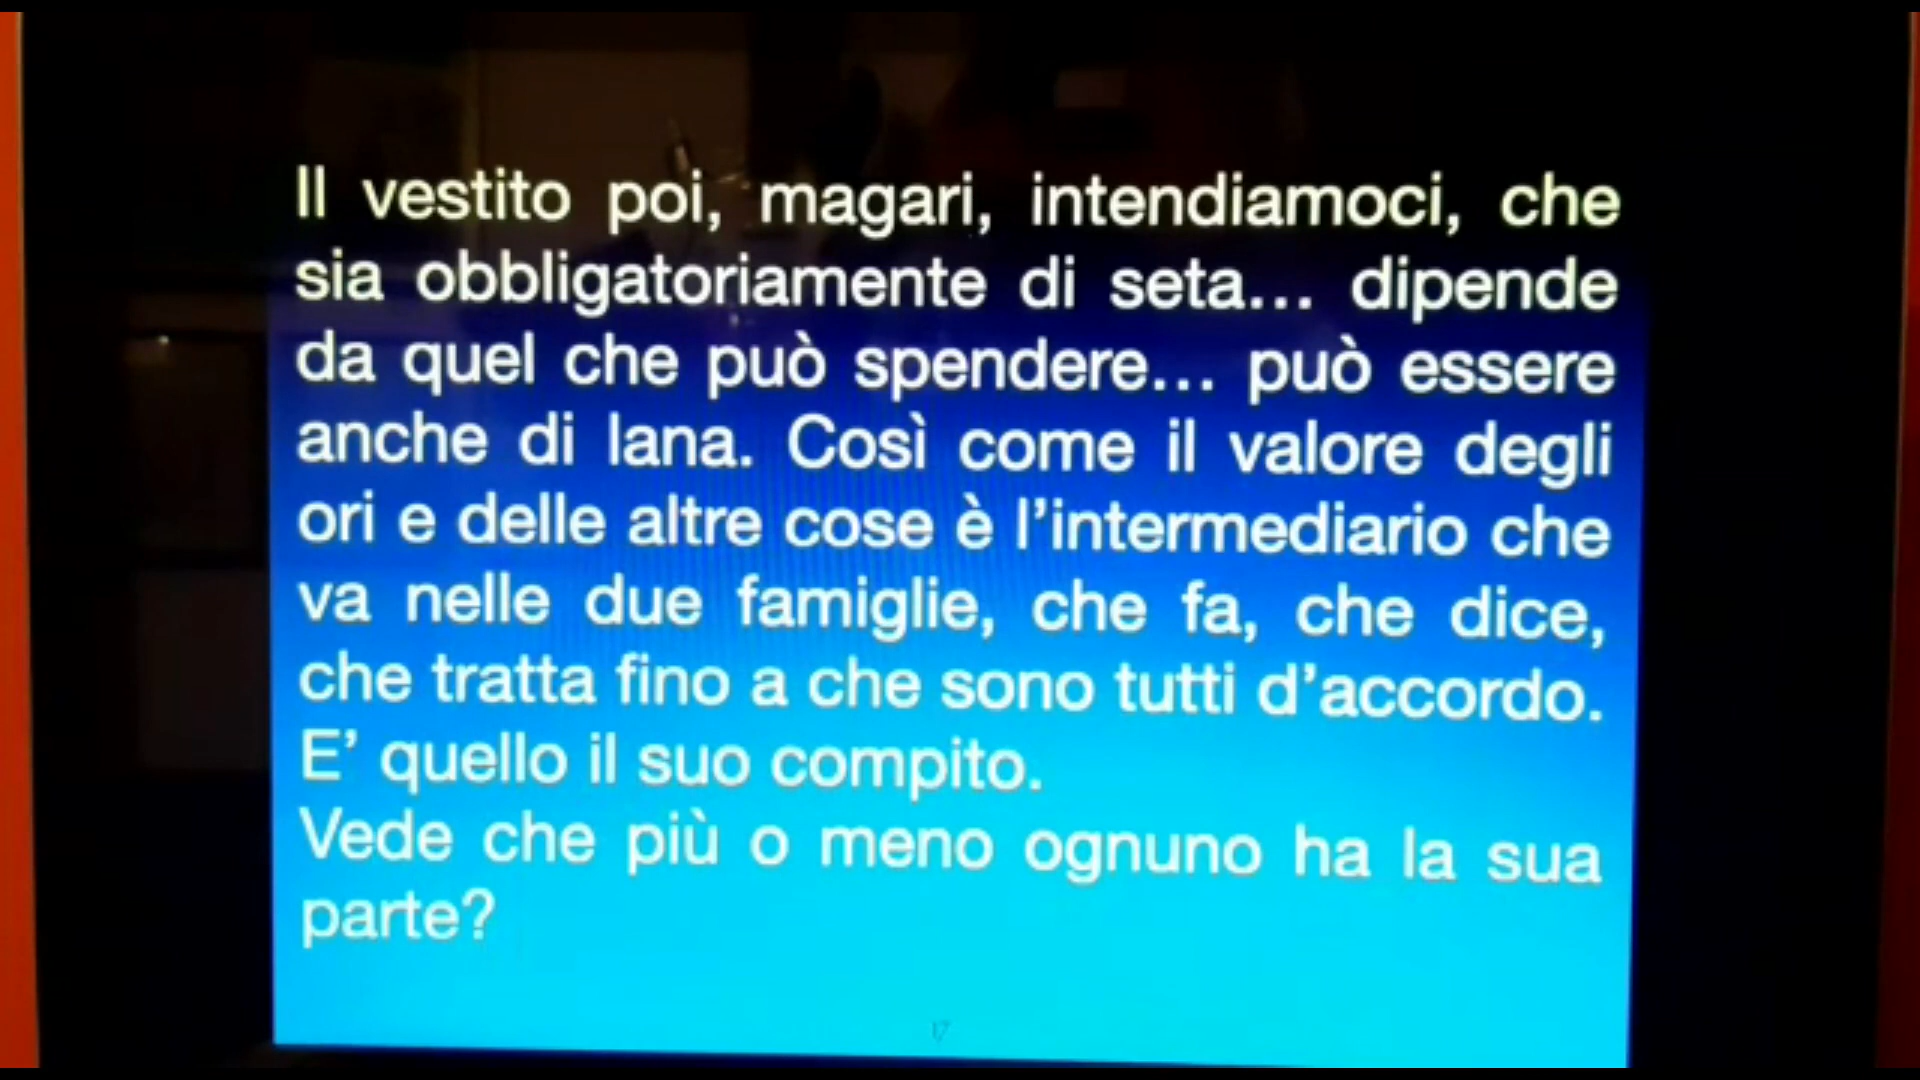 Il vestito poi, magari, intendiamoci, che
sia obbligatoriamente di seta... dipende
da quel che può spendere... può essere
anche di lana. Così come il valore degli
ori e delle altre cose è l'intermediario che
va nelle due famiglie, che fa, che dice,
che tratta fino a che sono tutti d'accordo.
E' quello il suo compito.
Vede che più o meno ognuno ha la sua
parte?
17